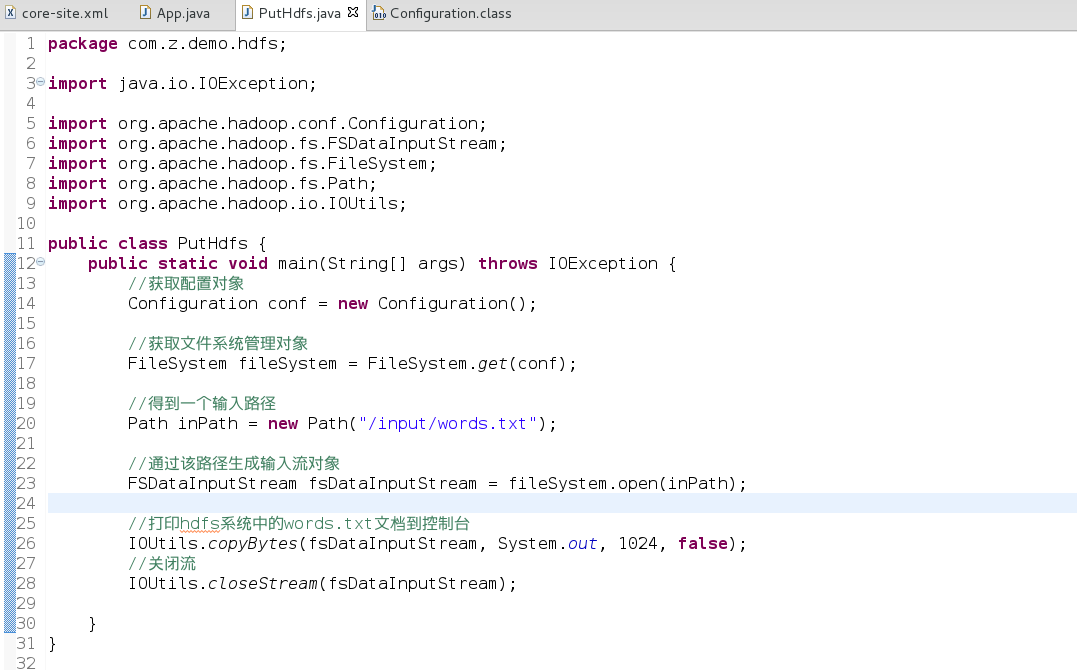 core-site.xml App.java PutHdfs.java Configuration.class
1 package com.z.demo.hdfs;
2
3 import java.io.IOException;
4
5 import org.apache.hadoop.conf.Configuration;
6 import org.apache.hadoop.fs.FSDataInputStream;
7 import org.apache.hadoop.fs.FileSystem;
8 import org.apache.hadoop.fs.Path;
9 import org.apache.hadoop.io.IOUtils;
10
11 public class PutHdfs {
12 public static void main(String[] args) throws IOException {
13 //获取配置对象
14 Configuration conf = new Configuration();
15
16 //获取文件系统管理对象
17 FileSystem fileSystem = FileSystem.get(conf);
18
19 //得到一个输入路径
20 Path inPath = new Path("/input/words.txt");
21
22 //通过该路径生成输入流对象
23 FSDataInputStream fsDataInputStream = fileSystem.open(inPath);
24
25 //打印hdfs系统中的words.txt文档到控制台
26 IOUtils.copyBytes(fsDataInputStream, System.out, 1024, false);
27 //关闭流
28 IOUtils.closeStream(fsDataInputStream);
29
30 }
31 }
32